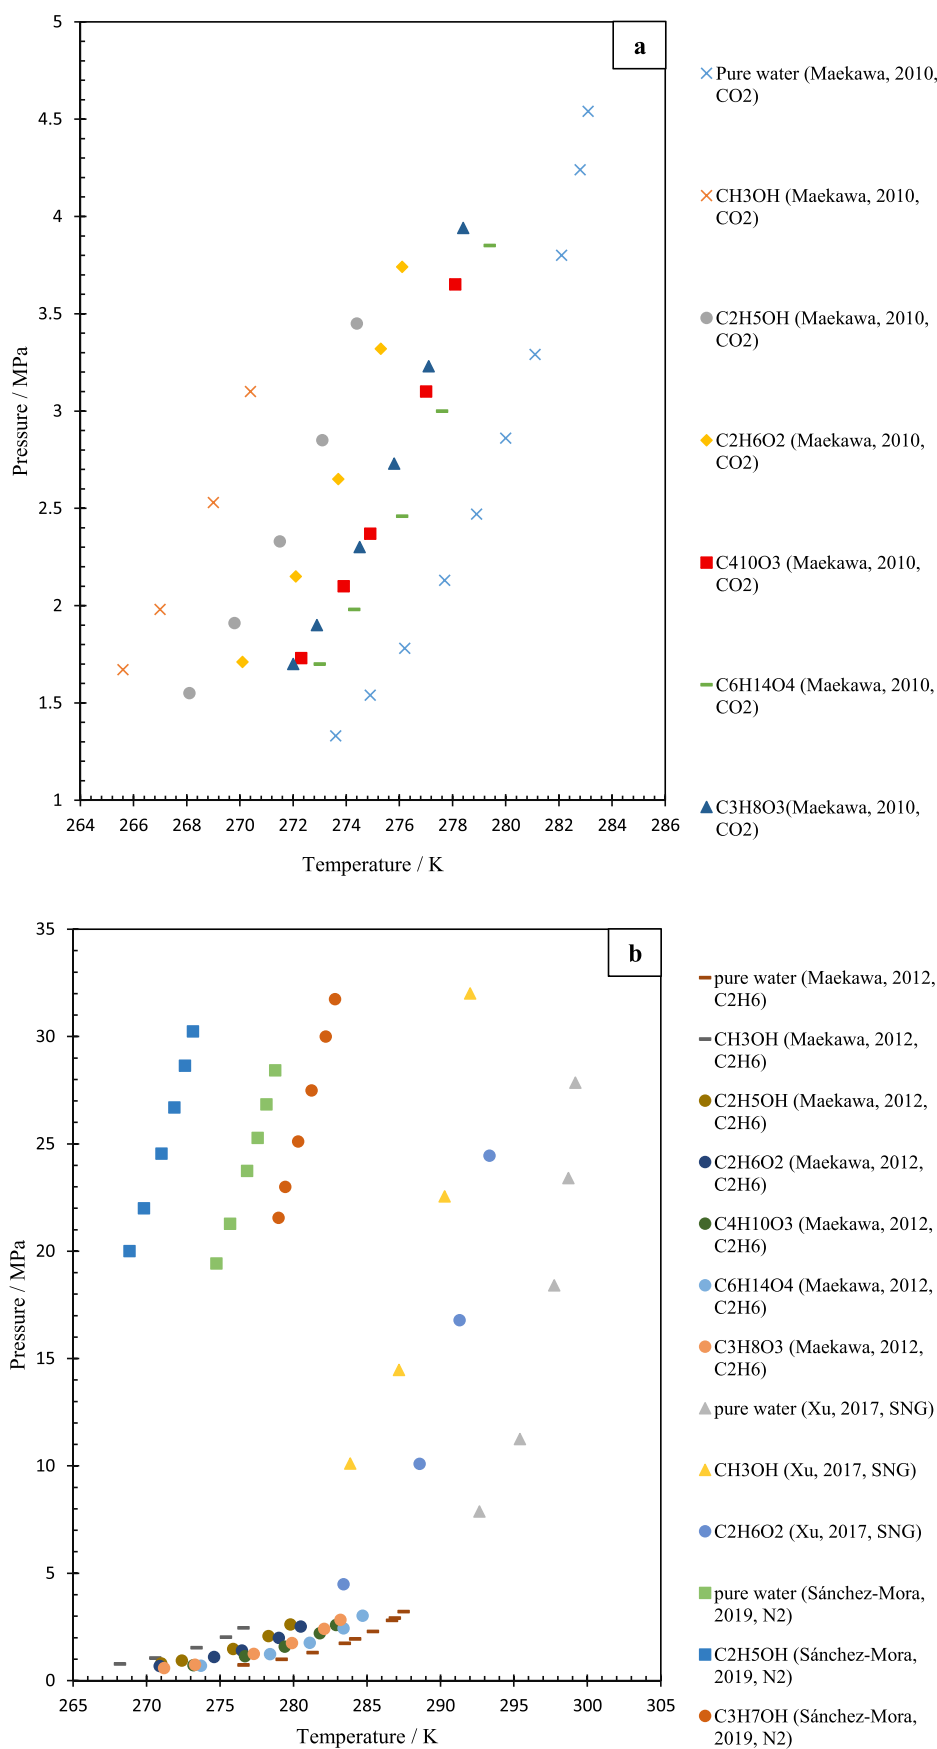 a
5
4.5
4
3.5
3
2.5
2
1.5
1
Pressure / MPa
264 266 268 270 272 274 276 278 280 282 284 286
Temperature / K
Pure water (Maekawa, 2010,
CO2)
CH3OH (Maekawa, 2010,
CO2)
C2H5OH (Maekawa, 2010,
CO2)
C2H6O2 (Maekawa, 2010,
CO2)
C410O3 (Maekawa, 2010,
CO2)
C6H14O4 (Maekawa, 2010,
CO2)
C3H8O3(Maekawa, 2010,
CO2)
b
35
30
25
20
15
10
5
0
Pressure / MPa
265 270 275 280 285 290 295 300 305
Temperature / K
pure water (Maekawa, 2012,
C2H6)
CH3OH (Maekawa, 2012,
C2H6)
C2H5OH (Maekawa, 2012,
C2H6)
C2H6O2 (Maekawa, 2012,
C2H6)
C4H10O3 (Maekawa, 2012,
C2H6)
C6H14O4 (Maekawa, 2012,
C2H6)
C3H8O3 (Maekawa, 2012,
C2H6)
pure water (Xu, 2017, SNG)
CH3OH (Xu, 2017, SNG)
C2H6O2 (Xu, 2017, SNG)
pure water (Sánchez-Mora,
2019, N2)
C2H5OH (Sánchez-Mora,
2019, N2)
C3H7OH (Sánchez-Mora,
2019, N2)